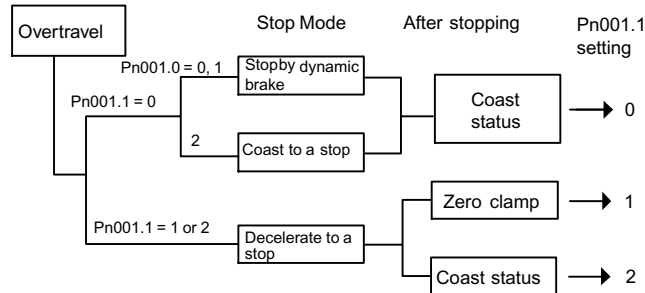 Stop Mode
After stopping
Pn001.1
setting
Overtravel
Pn001.0 = 0, 1
Stopby dynamic
brake
Pn001.1 = 0
Coast
status
0
2
Coast to a stop
Zero clamp
1
Pn001.1 = 1 or 2
Decelerate to a
stop
Coast status
2